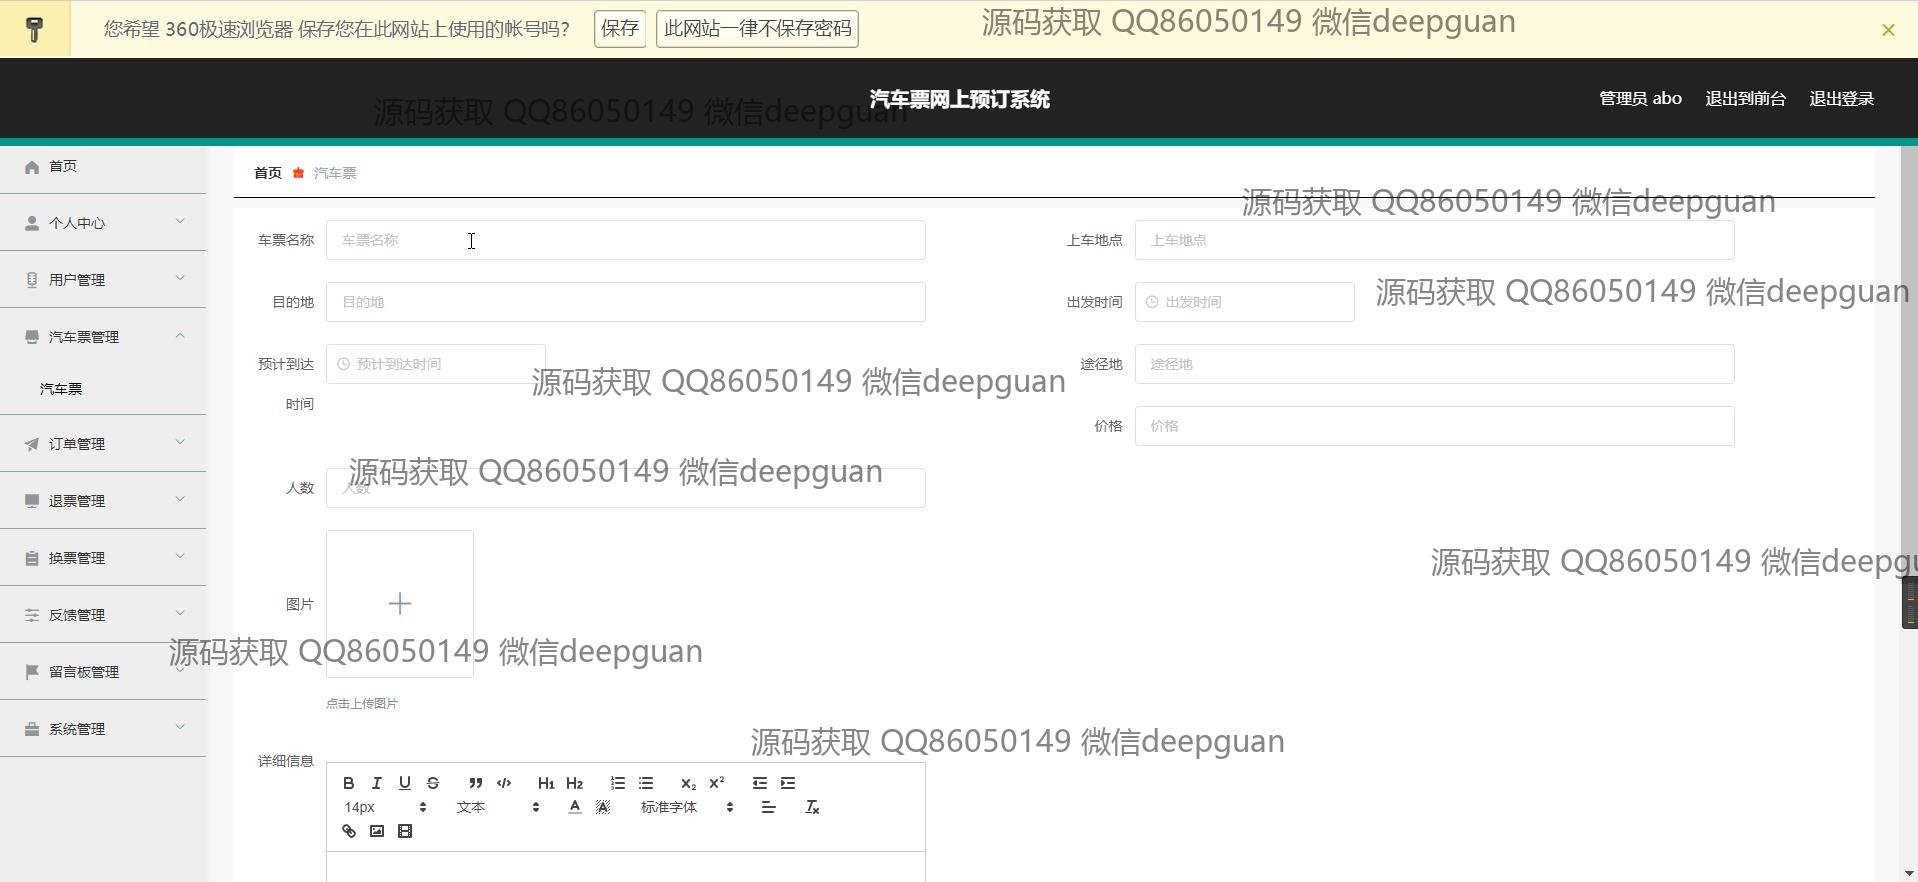 您希望 360极速浏览器 保存您在此网站上使用的帐号吗?
保存
此网站一律不保存密码
源码获取 QQ86050149 微信deepguan
汽车票网上预订系统
源码获取 QQ86050149 微信deepguan
管理员 abo
退出到前台
退出登录
首页
个人中心
用户管理
汽车票管理
汽车票
订单管理
退票管理
换票管理
反馈管理
留言板管理
系统管理
首页
汽车票
源码获取 QQ86050149 微信deepguan
车票名称
车票名称
上车地点
上车地点
目的地
目的地
出发时间
出发时间
源码获取 QQ86050149 微信deepguan
预计到达
时间
预计到达时间
途径地
途径地
源码获取 QQ86050149 微信deepguan
价格
价格
源码获取 QQ86050149 微信deepguan
人数
人数
源码获取 QQ86050149 微信deepgu
图片
源码获取 QQ86050149 微信deepguan
点击上传图片
源码获取 QQ86050149 微信deepguan
详细信息
B I U S H1 H2 x2 x2
14px 文本 A A 标准字体 Tx